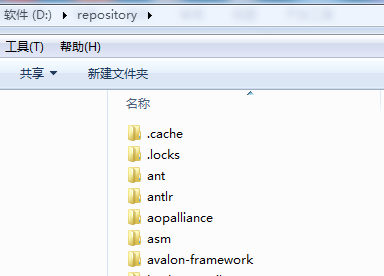 软件 (D:) ▸ repository ▸
工具(T) 帮助(H)
共享 ▼ 新建文件夹
名称
.cache
.locks
ant
antlr
aopalliance
asm
avalon-framework